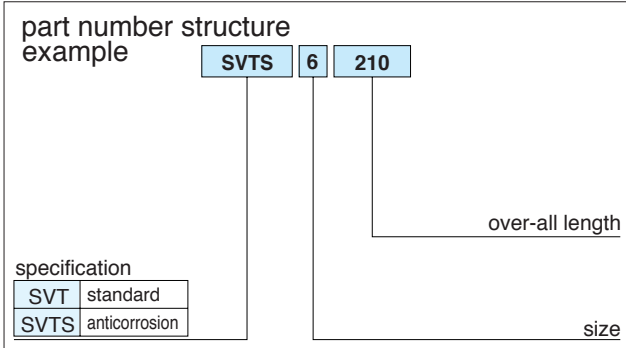 part number structure
example
SVTS 6 210
over-all length
specification
SVT standard
SVTS anticorrosion
size